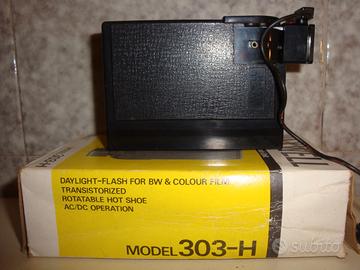 DAYLIGHT-FLASH FOR BW & COLOUR FILM
TRANSISTORIZED
ROTATABLE HOT SHOE
AC/DC OPERATION
MODEL 303-H
subito